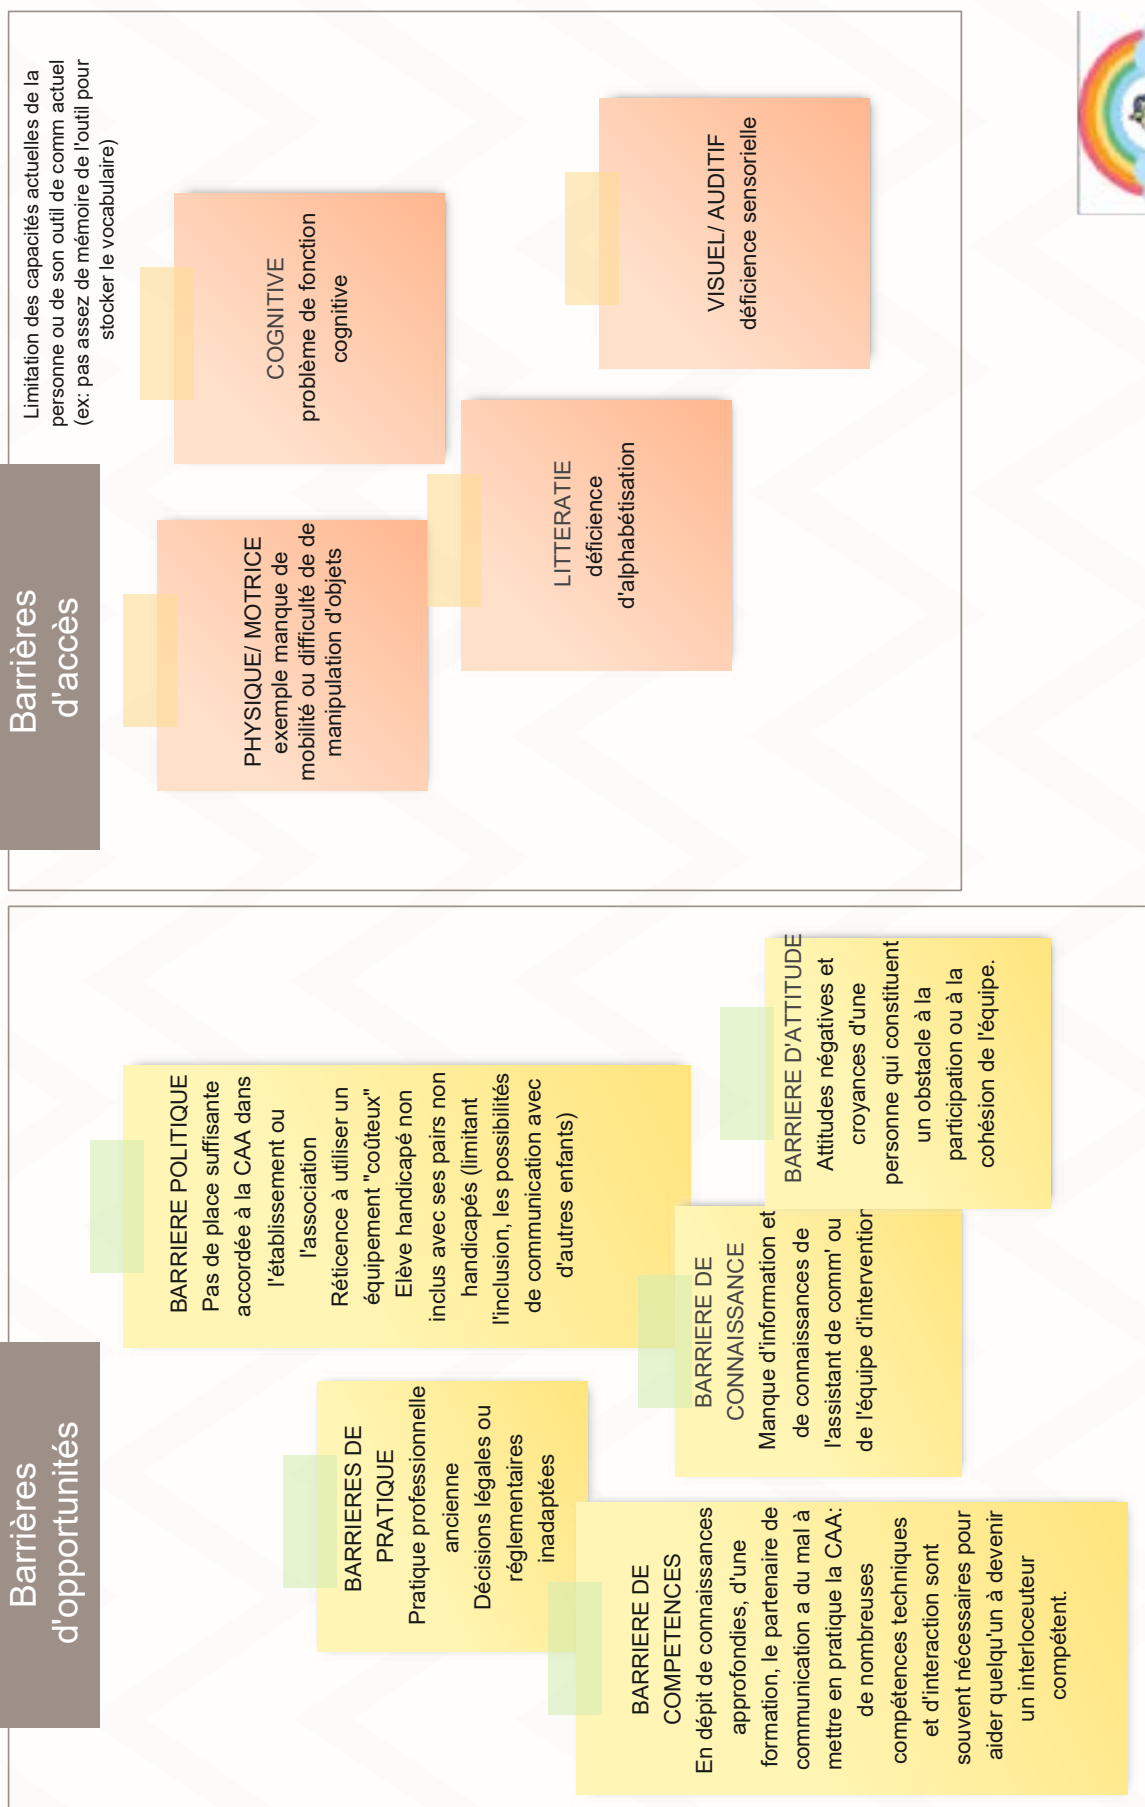 Barrières
d'opportunités
BARRIERES DE
PRATIQUE
Pratique professionnelle
ancienne
Décisions légales ou
réglementaires
inadaptées
BARRIERE POLITIQUE
Pas de place suffisante
accordée à la CAA dans
l'établissement ou
l'association
Réticence à utiliser un
équipement "coûteux"
Elève handicapé non
inclus avec ses pairs non
handicapés (limitant
l'inclusion, les possibilités
de communication avec
d'autres enfants)
BARRIERE DE
COMPETENCES
En dépit de connaissances
approfondies, d'une
formation, le partenaire de
communication a du mal à
mettre en pratique la CAA:
de nombreuses
compétences techniques
et d'interaction sont
souvent nécessaires pour
aider quelqu'un à devenir
un interloceuteur
compétent.
BARRIERE DE
CONNAISSANCE
Manque d'information et
de connaissances de
l'assistant de comm' ou
de l'équipe d'intervention
BARRIERE D'ATTITUDE
Attitudes négatives et
croyances d'une
personne qui constituent
un obstacle à la
participation ou à la
cohésion de l'équipe.
Barrières
d'accès
Limitation des capacités actuelles de la
personne ou de son outil de comm actuel
(ex: pas assez de mémoire de l'outil pour
stocker le vocabulaire)
PHYSIQUE/ MOTRICE
exemple manque de
mobilité ou difficulté de de
manipulation d'objets
COGNITIVE
problème de fonction
cognitive
LITTERATIE
déficience
d'alphabétisation
VISUEL/ AUDITIF
déficience sensorielle